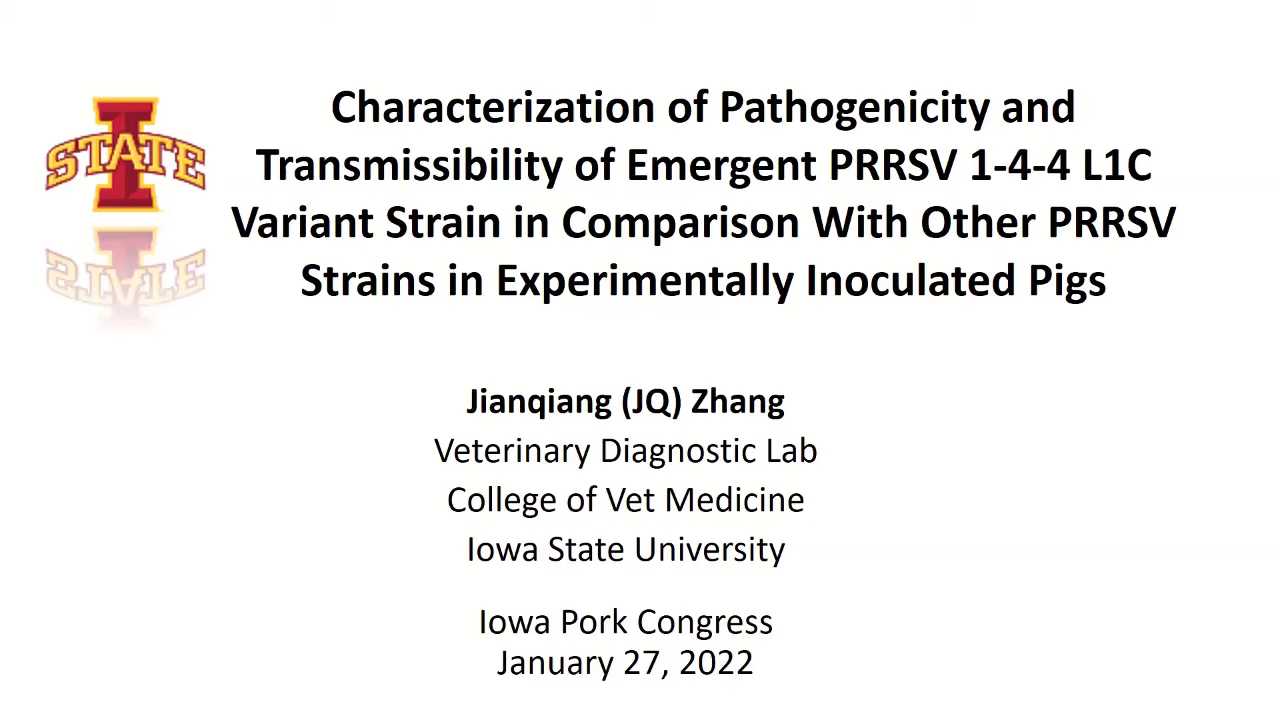 STATE
Characterization of Pathogenicity and
Transmissibility of Emergent PRRSV 1-4-4 L1C
Variant Strain in Comparison With Other PRRSV
Strains in Experimentally Inoculated Pigs
Jianqiang (JQ) Zhang
Veterinary Diagnostic Lab
College of Vet Medicine
Iowa State University
Iowa Pork Congress
January 27, 2022